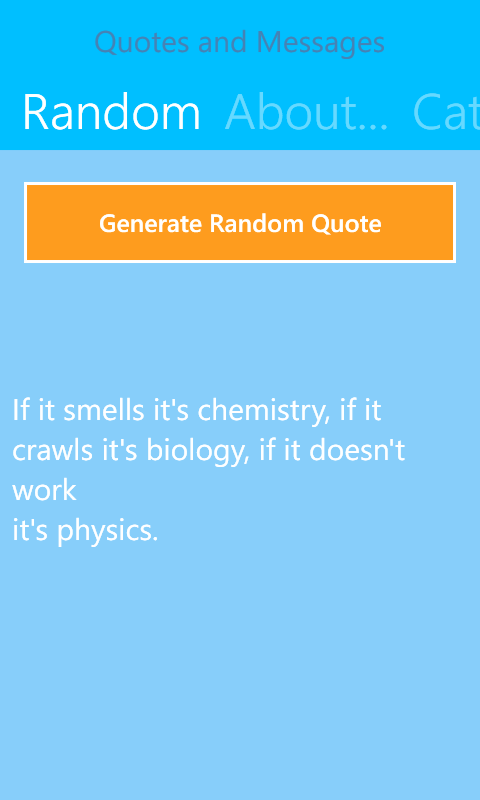 Quotes and Messages
Random About... Cat
Generate Random Quote
If it smells it's chemistry, if it
crawls it's biology, if it doesn't
work
it's physics.